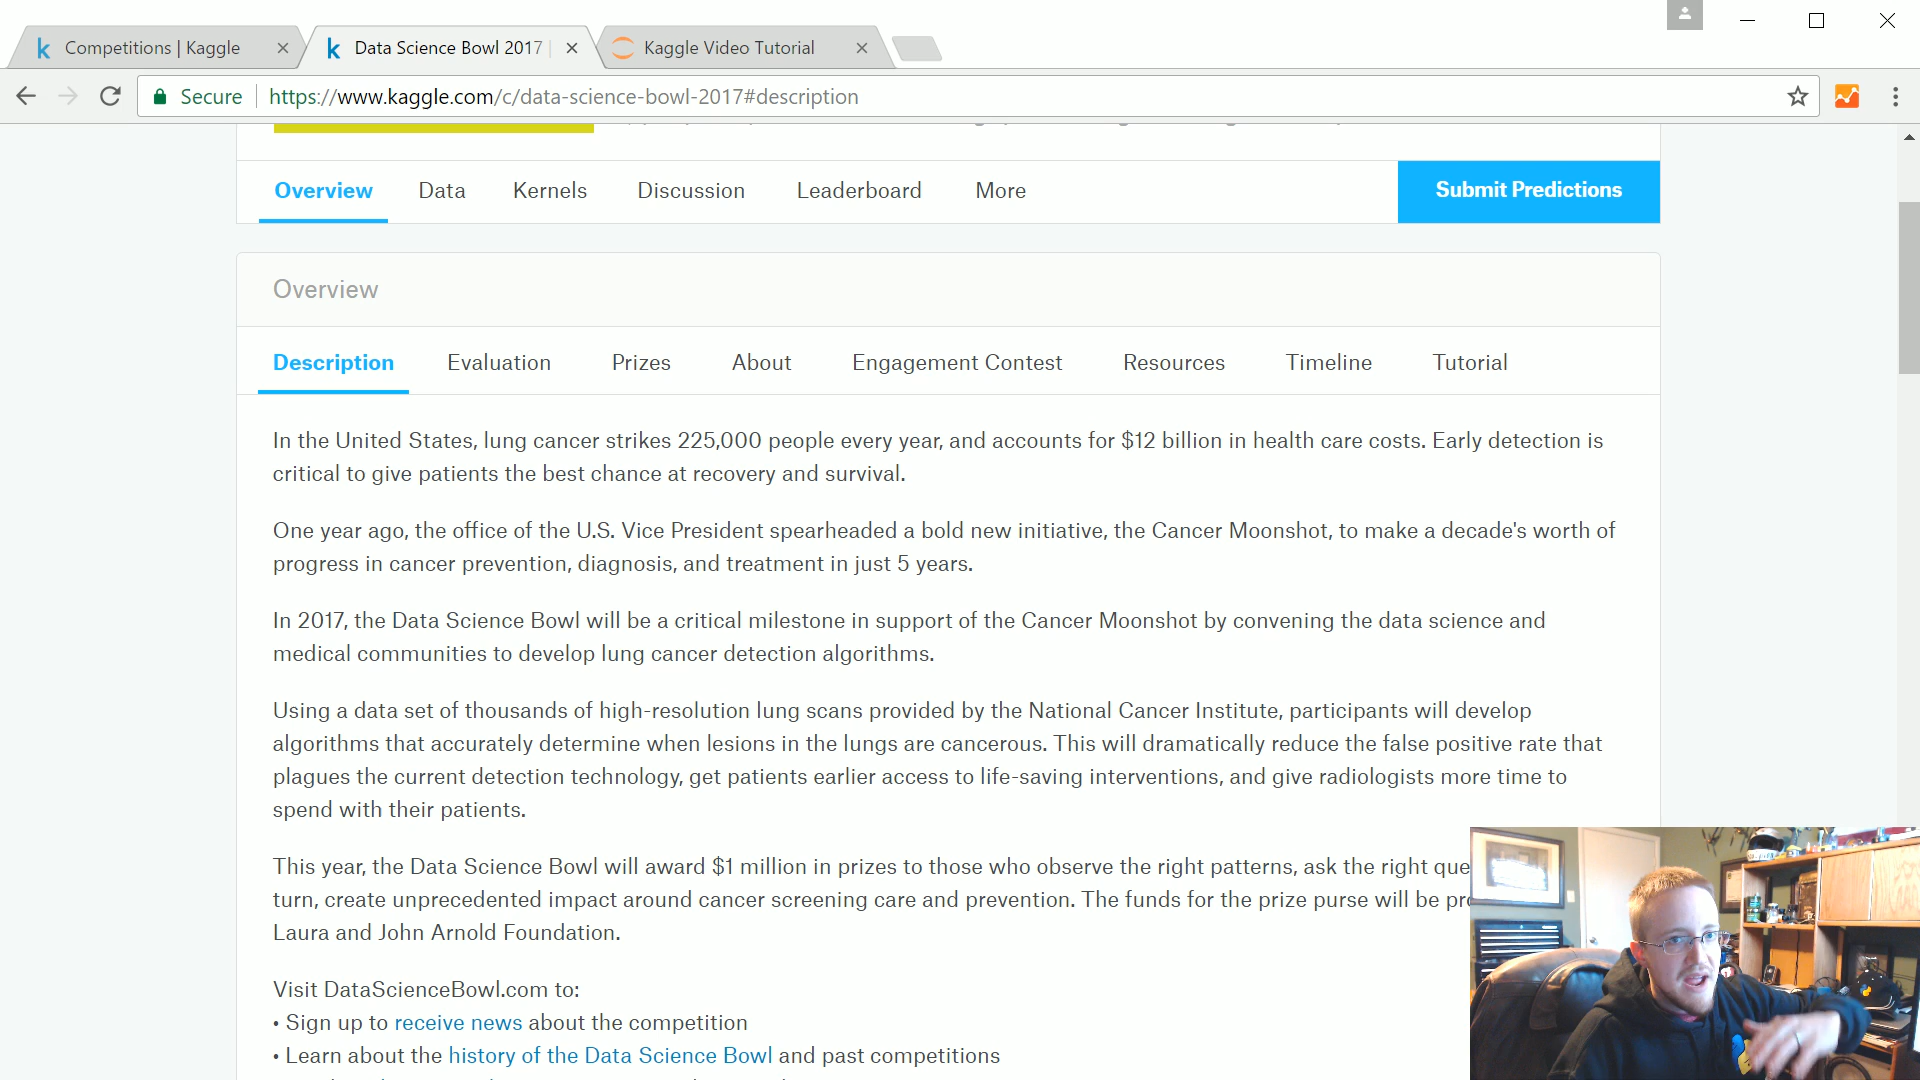 Competitions | Kaggle
Data Science Bowl 2017
Kaggle Video Tutorial
Secure
https://www.kaggle.com/c/data-science-bowl-2017#description
Overview Data Kernels Discussion Leaderboard More Submit Predictions
Overview
Description Evaluation Prizes About Engagement Contest Resources Timeline Tutorial
In the United States, lung cancer strikes 225,000 people every year, and accounts for $12 billion in health care costs. Early detection is
critical to give patients the best chance at recovery and survival.
One year ago, the office of the U.S. Vice President spearheaded a bold new initiative, the Cancer Moonshot, to make a decade's worth of
progress in cancer prevention, diagnosis, and treatment in just 5 years.
In 2017, the Data Science Bowl will be a critical milestone in support of the Cancer Moonshot by convening the data science and
medical communities to develop lung cancer detection algorithms.
Using a data set of thousands of high-resolution lung scans provided by the National Cancer Institute, participants will develop
algorithms that accurately determine when lesions in the lungs are cancerous. This will dramatically reduce the false positive rate that
plagues the current detection technology, get patients earlier access to life-saving interventions, and give radiologists more time to
spend with their patients.
This year, the Data Science Bowl will award $1 million in prizes to those who observe the right patterns, ask the right que
turn, create unprecedented impact around cancer screening care and prevention. The funds for the prize purse will be pro
Laura and John Arnold Foundation.
Visit DataScienceBowl.com to:
• Sign up to receive news about the competition
• Learn about the history of the Data Science Bowl and past competitions